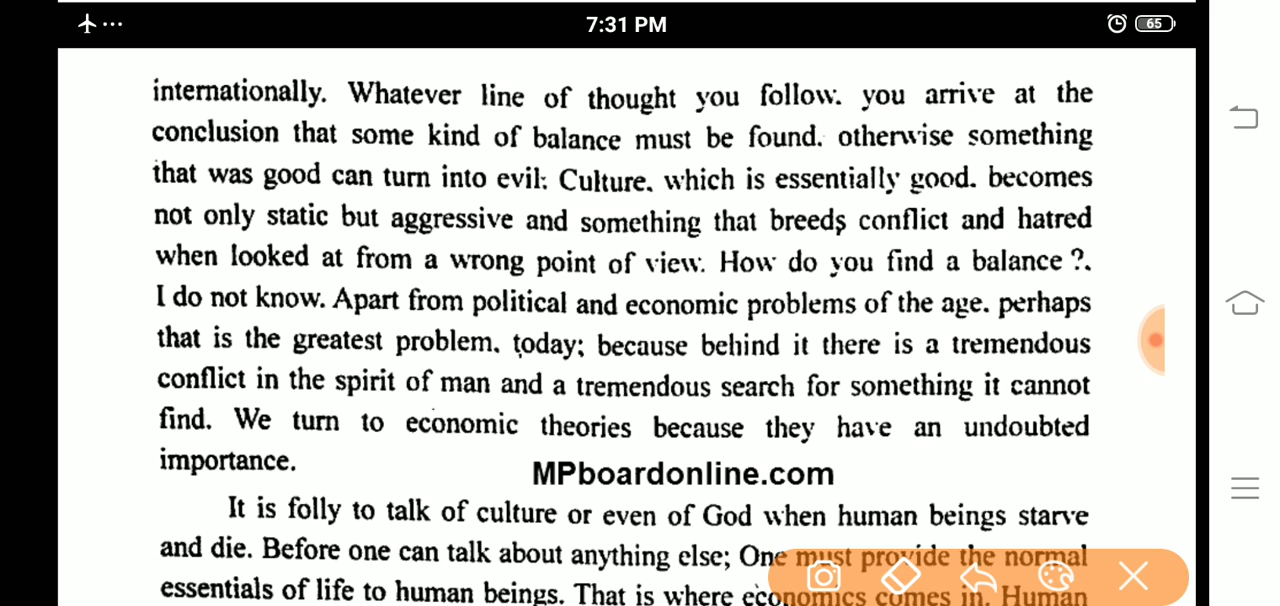 7:31 PM
65
internationally. Whatever line of thought you follow. you arrive at the
conclusion that some kind of balance must be found. otherwise something
that was good can turn into evil: Culture. which is essentially good. becomes
not only static but aggressive and something that breeds conflict and hatred
when looked at from a wrong point of view. How do you find a balance ?.
I do not know. Apart from political and economic problems of the age. perhaps
that is the greatest problem. today; because behind it there is a tremendous
conflict in the spirit of man and a tremendous search for something it cannot
find. We turn to economic theories because they have an undoubted
importance.
MPboardonline.com
It is folly to talk of culture or even of God when human beings starve
and die. Before one can talk about anything else; One must provide the normal
essentials of life to human beings. That is where economics comes in. Human